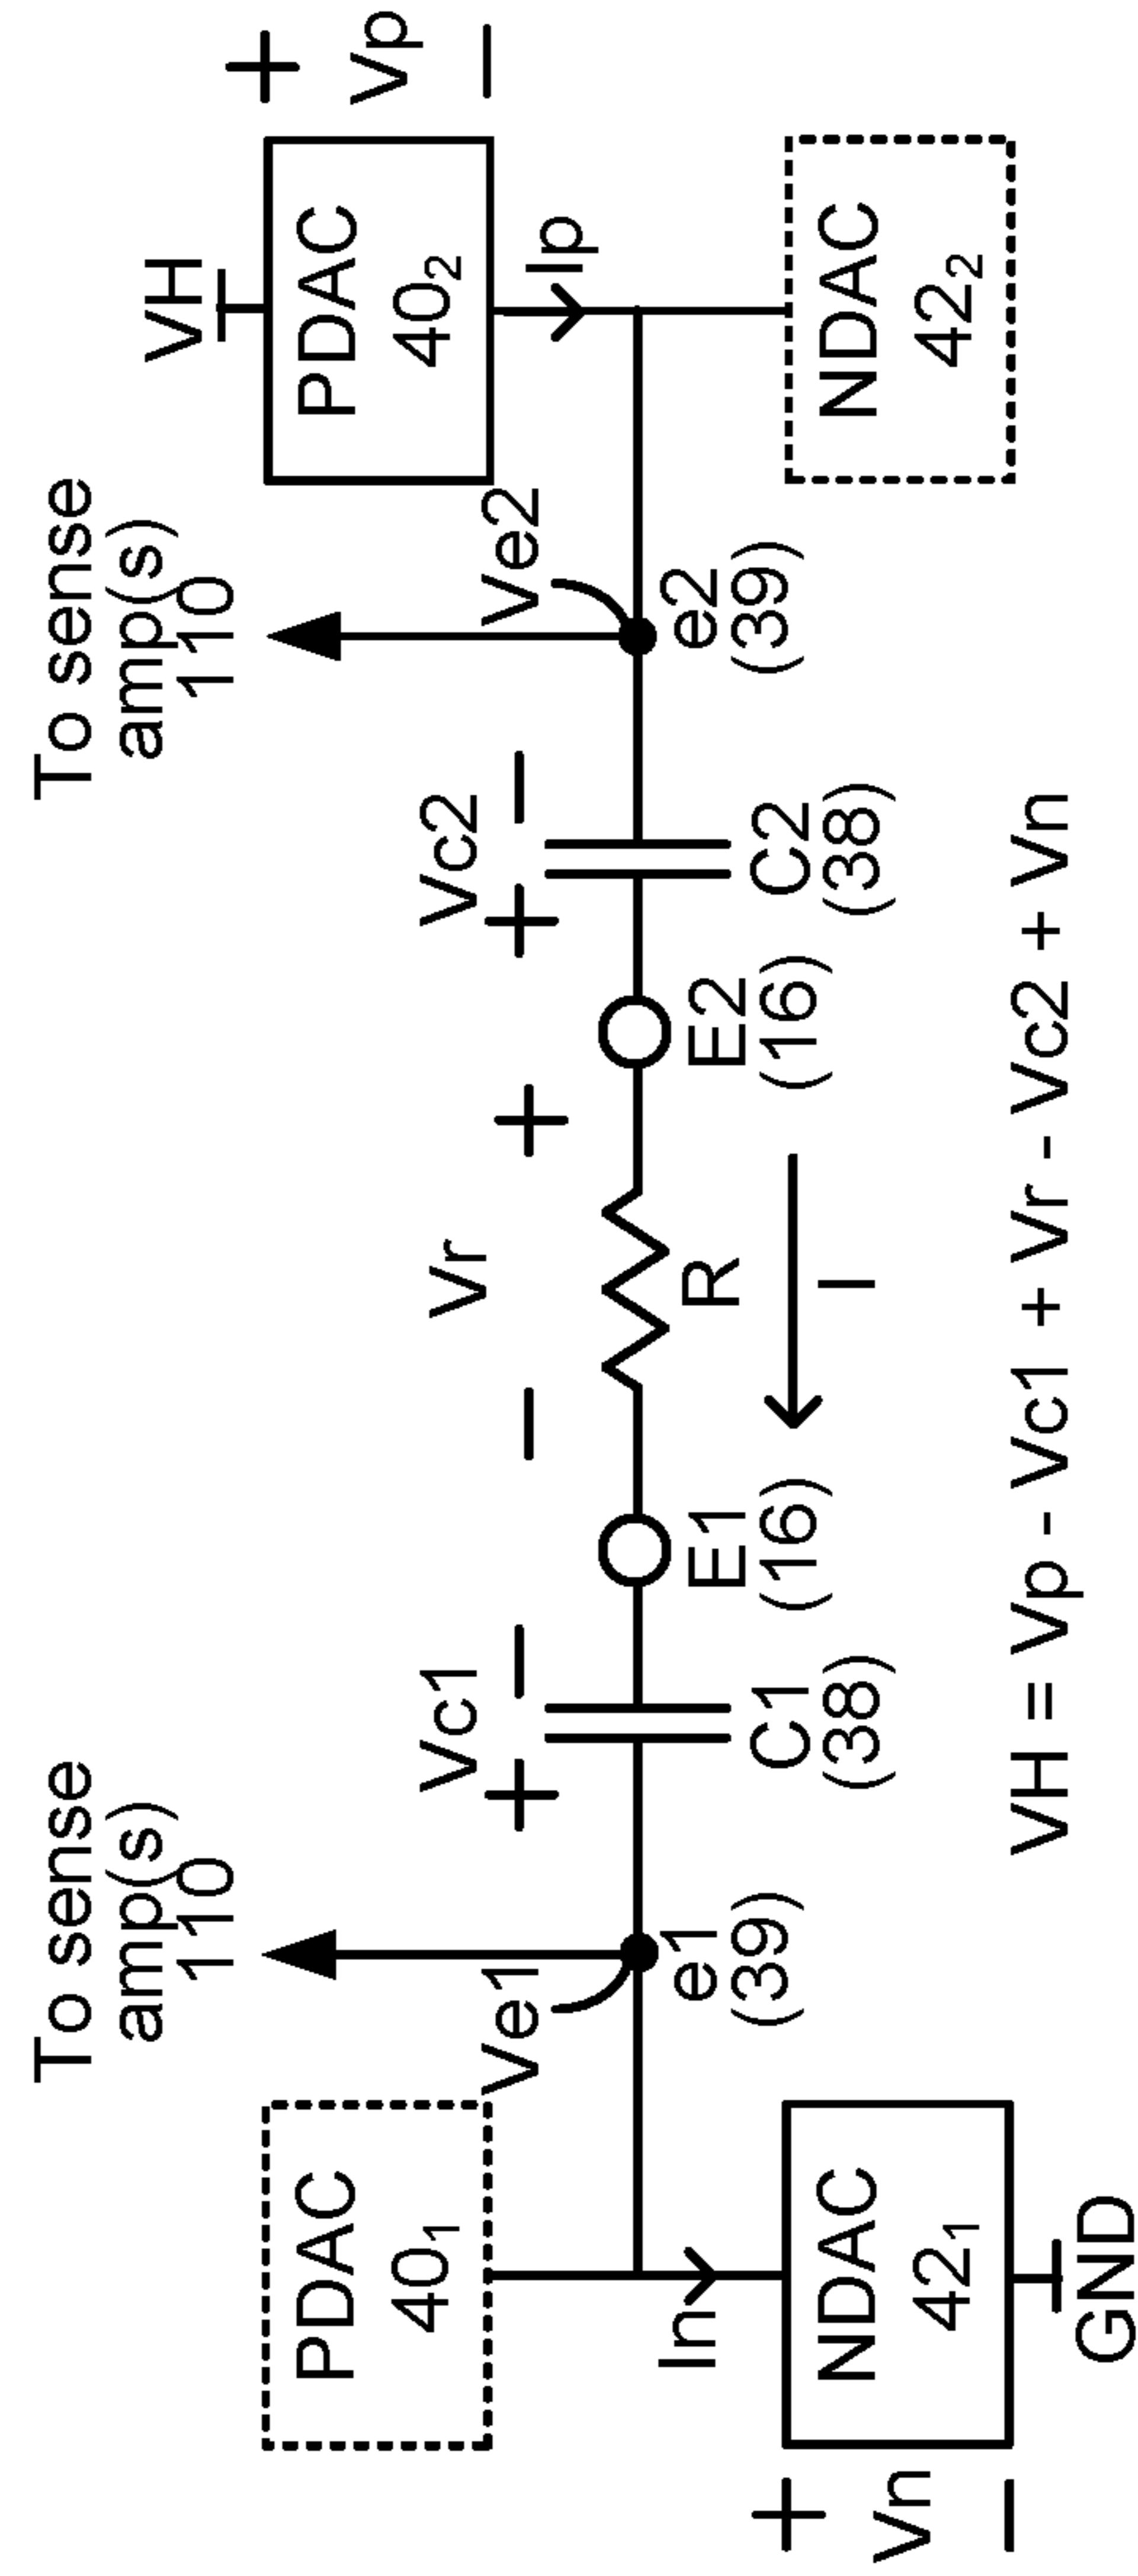 To sense
amp(s)
110
To sense
amp(s)
110
VH
PDAC
40₁
PDAC
40₂
+
Vp
−
Ve1
Vc1
+ −
Vr
− +
Vc2
+ −
Ve2
Ip
In
e1
(39)
C1
(38)
E1
(16)
R
I
E2
(16)
C2
(38)
e2
(39)
+
Vn
−
NDAC
42₁
NDAC
42₂
GND
VH = Vp - Vc1 + Vr - Vc2 + Vn